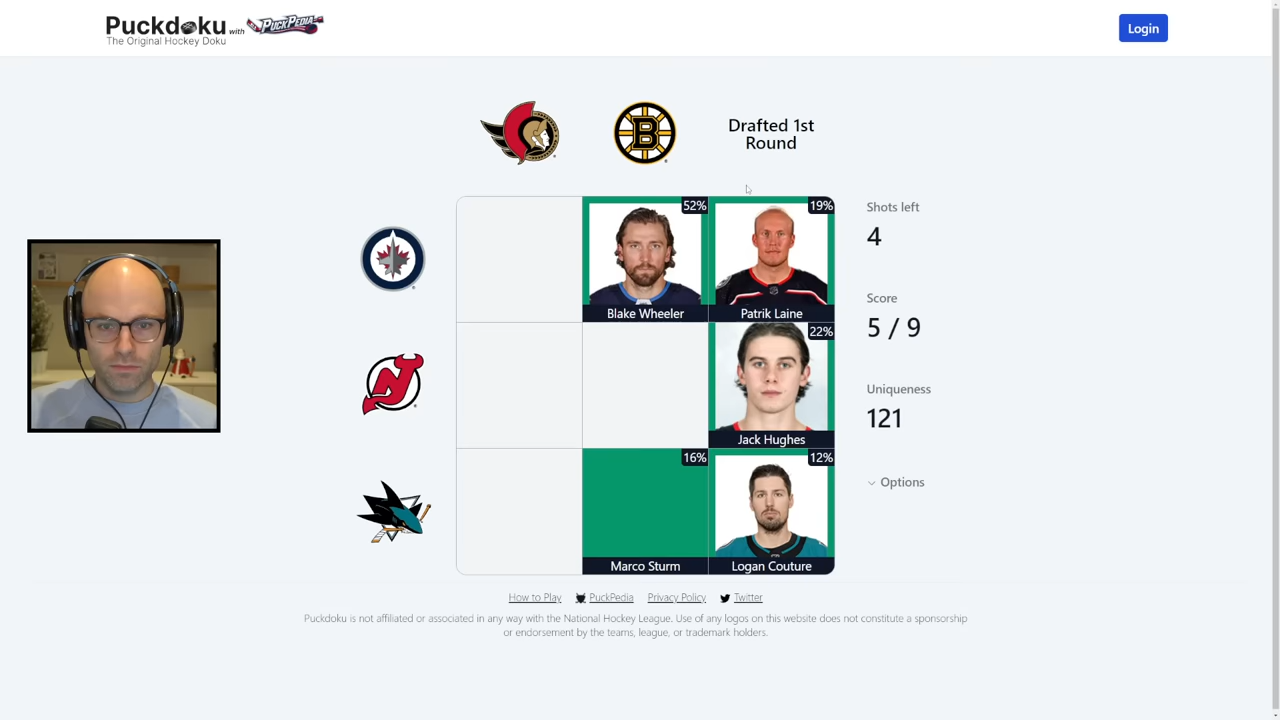 Puckdoku with PUCKPEDIA
The Original Hockey Doku
Login
B
Drafted 1st
Round
52%
19%
Blake Wheeler
Patrik Laine
22%
Jack Hughes
16%
12%
Marco Sturm
Logan Couture
Shots left
4
Score
5 / 9
Uniqueness
121
Options
How to Play
PuckPedia
Privacy Policy
Twitter
Puckdoku is not affiliated or associated in any way with the National Hockey League. Use of any logos on this website does not constitute a sponsorship
or endorsement by the teams, league, or trademark holders.